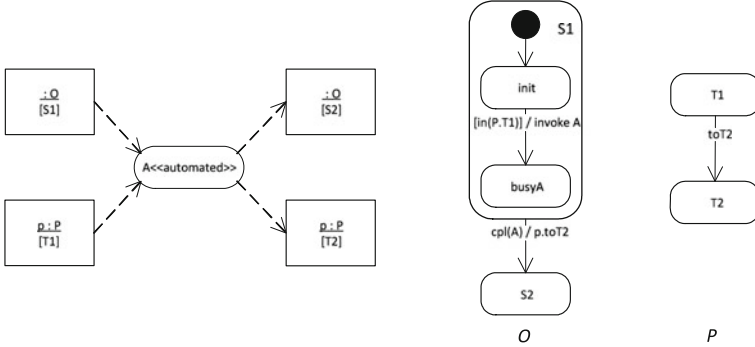 : O
[S1]
p : P
[T1]
A<<automated>>
: O
[S2]
p : P
[T2]
S1
init
[in(P.T1)] / invoke A
busyA
cpl(A) / p.toT2
S2
O
T1
toT2
T2
P